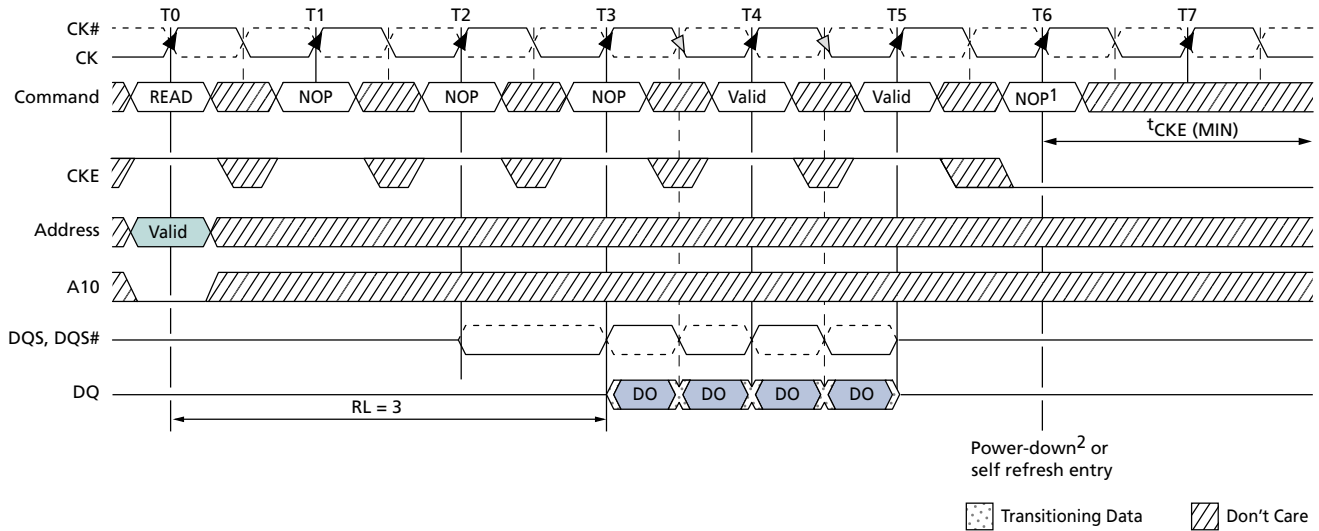 T0 T1 T2 T3 T4 T5 T6 T7
CK#
CK
Command READ NOP NOP NOP Valid Valid NOP1
tCKE (MIN)
CKE
Address Valid
A10
DQS, DQS#
DQ DO DO DO DO
RL = 3
Power-down2 or
self refresh entry
Transitioning Data Don't Care